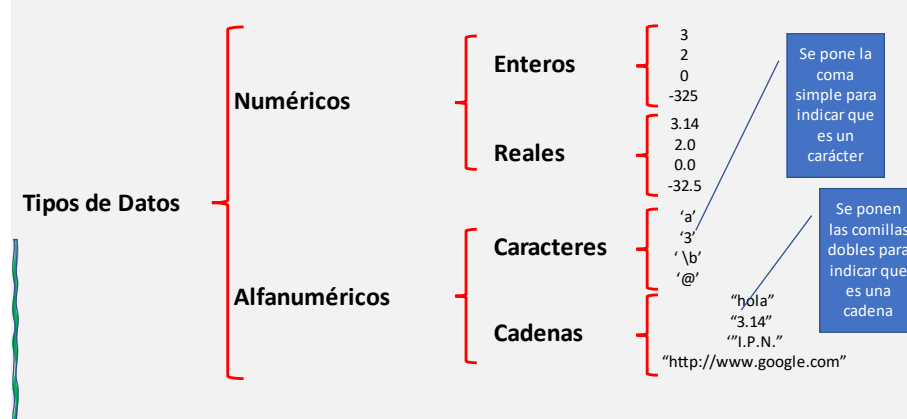 Tipos de Datos
Numéricos
Enteros
3
2
0
-325
Reales
3.14
2.0
0.0
-32.5
Alfanuméricos
Caracteres
‘a’
‘3’
‘ \b’
‘@’
Cadenas
“hola”
“3.14”
‘”I.P.N.”
“http://www.google.com”
Se pone la
coma
simple para
indicar que
es un
carácter
Se ponen
las comillas
dobles para
indicar que
es una
cadena